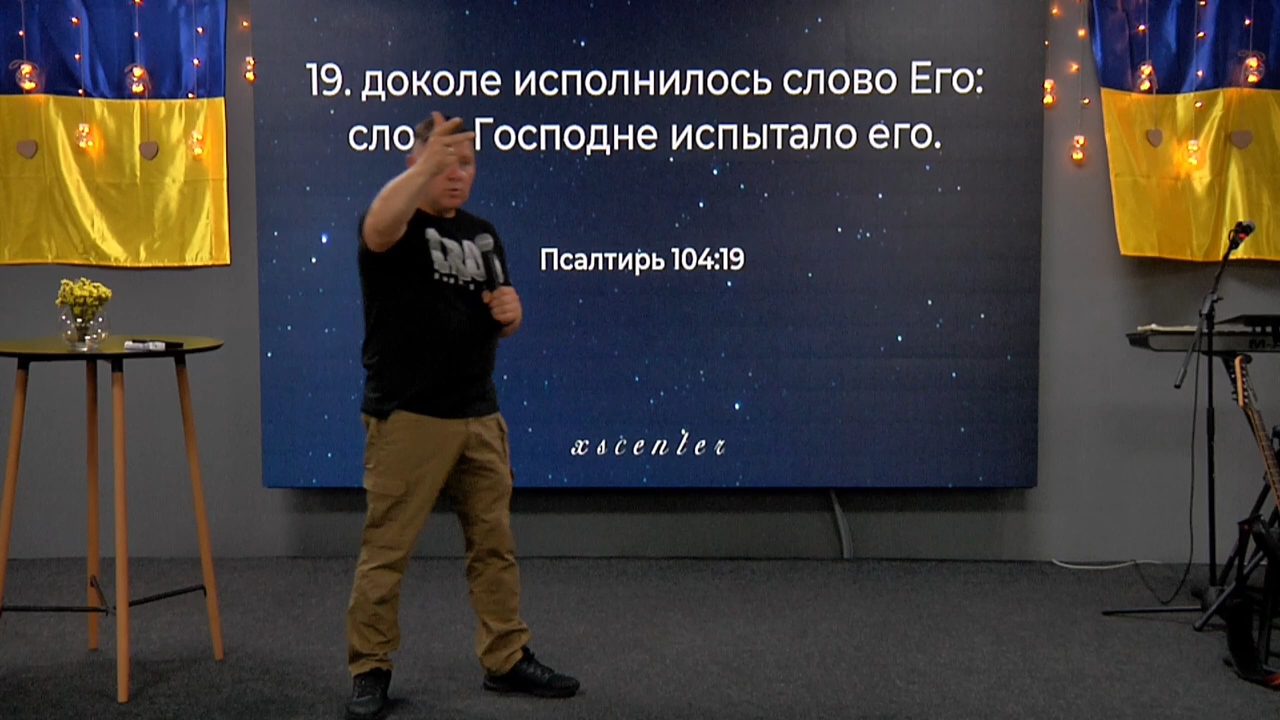 19. доколе исполнилось слово Его:
Господне испытало его.
Псалтирь 104:19
xscenter